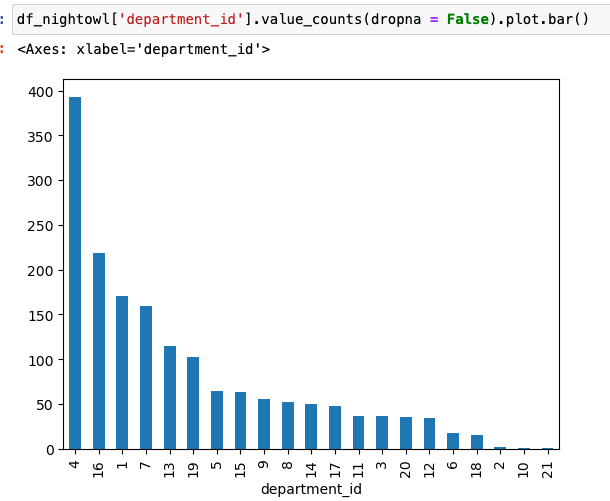 : df_nightowl['department_id'].value_counts(dropna = False).plot.bar()
: <Axes: xlabel='department_id'>
400
350
300
250
200
150
100
50
0
4 16 1 7 13 19 5 15 9 8 14 17 11 3 20 12 6 18 2 10 21
department_id